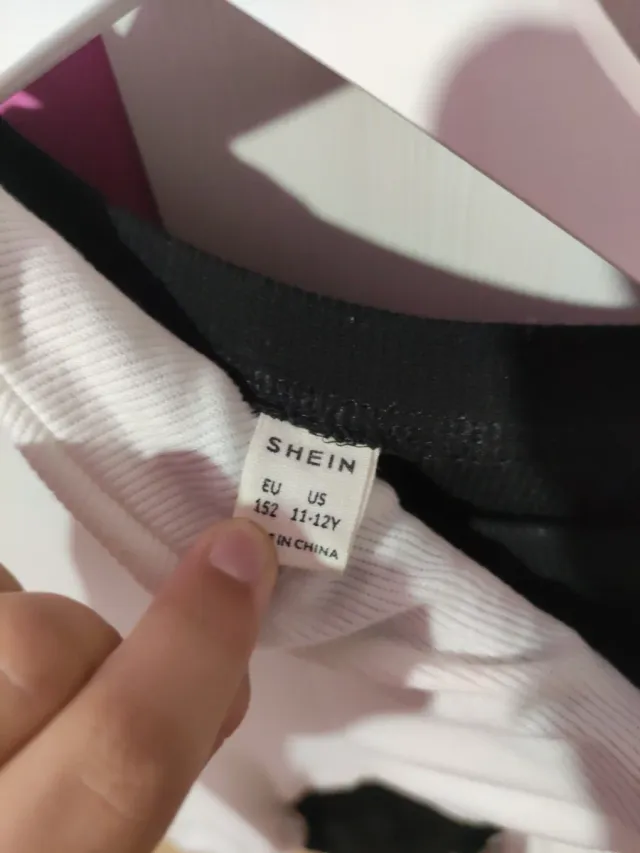 SHEIN
EU US
152 11-12Y
IN CHINA